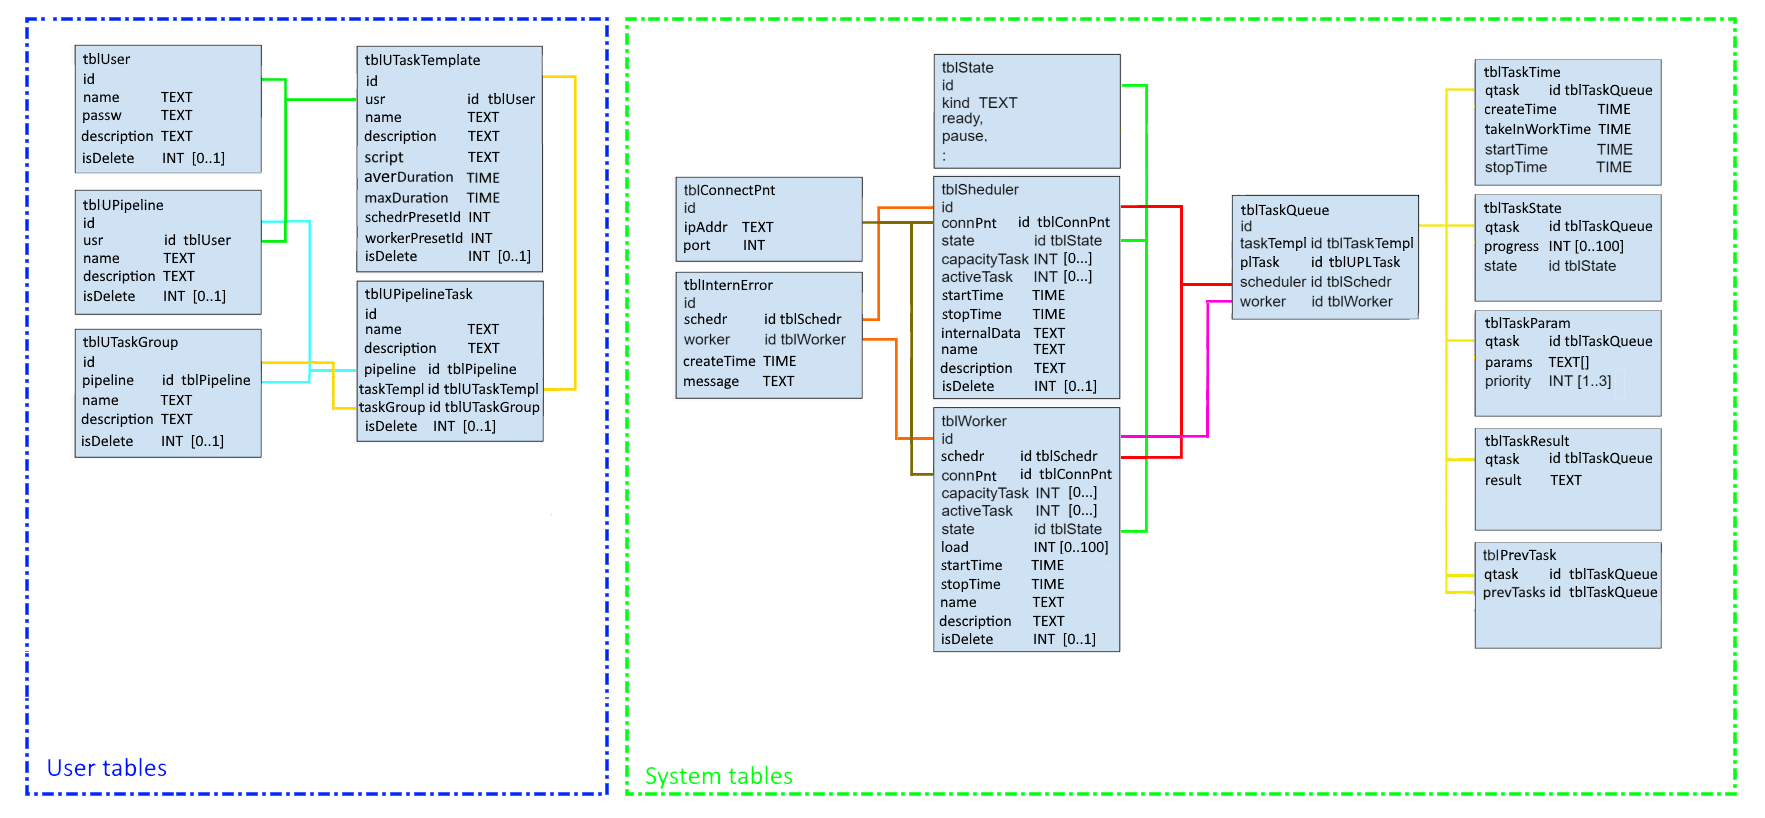 tblUser
id
name TEXT
passw TEXT
description TEXT
isDelete INT [0..1]
tblUPipeline
id
usr id tblUser
name TEXT
description TEXT
isDelete INT [0..1]
tblUTaskGroup
id
pipeline id tblPipeline
name TEXT
description TEXT
isDelete INT [0..1]
tblUTaskTemplate
id
usr id tblUser
name TEXT
description TEXT
script TEXT
averDuration TIME
maxDuration TIME
schedrPresetId INT
workerPresetId INT
isDelete INT [0..1]
tblUPipelineTask
id
name TEXT
description TEXT
pipeline id tblPipeline
taskTempl id tblUTaskTempl
taskGroup id tblUTaskGroup
isDelete INT [0..1]
User tables
tblConnectPnt
id
ipAddr TEXT
port INT
tblInternError
id
schedr id tblSchedr
worker id tblWorker
createTime TIME
message TEXT
tblState
id
kind TEXT
ready,
pause.
:
tblSheduler
id
connPnt id tblConnPnt
state id tblState
capacityTask INT [0...]
activeTask INT [0...]
startTime TIME
stopTime TIME
internalData TEXT
name TEXT
description TEXT
isDelete INT [0..1]
tblWorker
id
schedr id tblSchedr
connPnt id tblConnPnt
capacityTask INT [0...]
activeTask INT [0...]
state id tblState
load INT [0..100]
startTime TIME
stopTime TIME
name TEXT
description TEXT
isDelete INT [0..1]
tblTaskQueue
id
taskTempl id tblTaskTempl
plTask id tblUPLTask
scheduler id tblSchedr
worker id tblWorker
tblTaskTime
qtask id tblTaskQueue
createTime TIME
takeInWorkTime TIME
startTime TIME
stopTime TIME
tblTaskState
qtask id tblTaskQueue
progress INT [0..100]
state id tblState
tblTaskParam
qtask id tblTaskQueue
params TEXT[]
priority INT [1..3]
tblTaskResult
qtask id tblTaskQueue
result TEXT
tblPrevTask
qtask id tblTaskQueue
prevTasks id tblTaskQueue
System tables